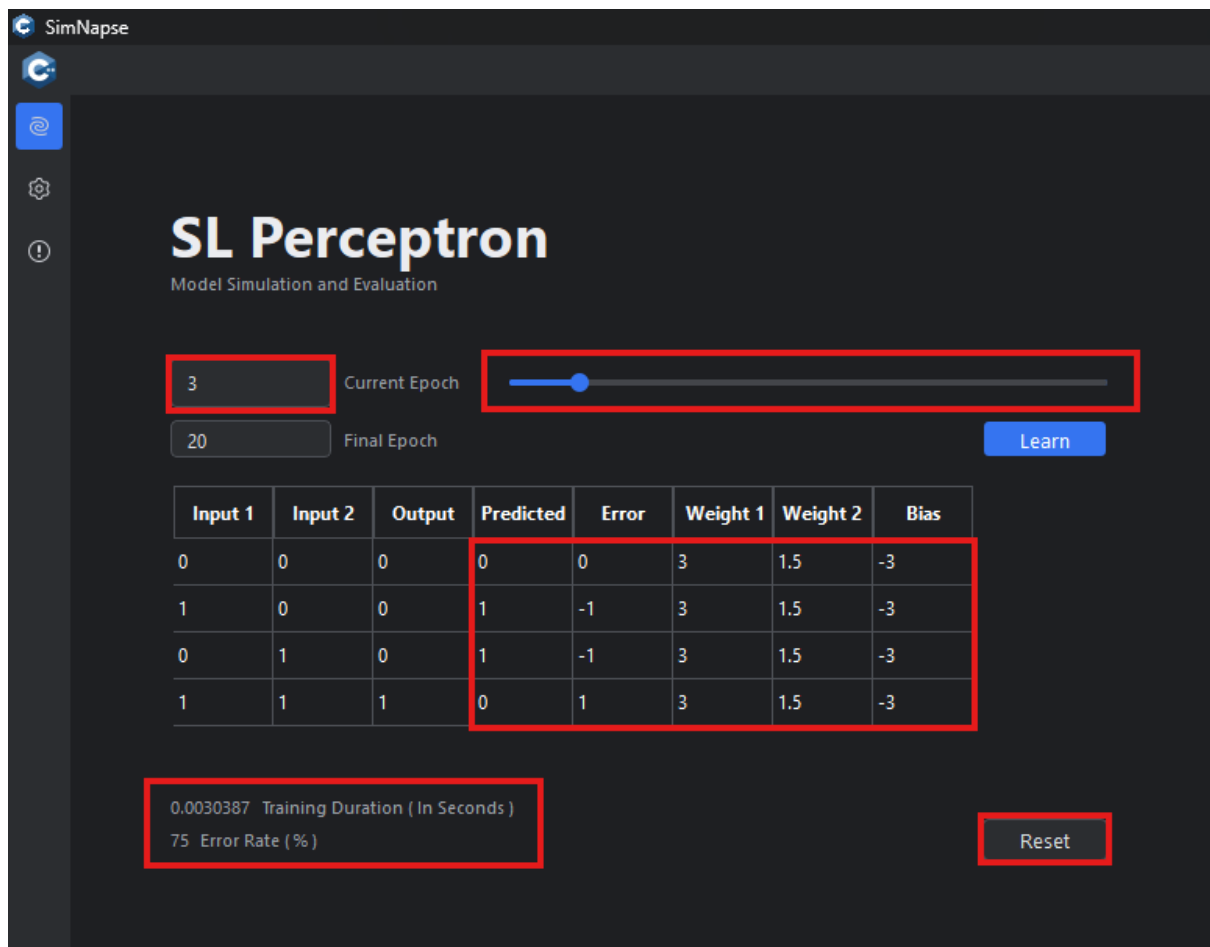 SimNapse
SL Perceptron
Model Simulation and Evaluation
3 Current Epoch
20 Final Epoch Learn
Input 1 Input 2 Output Predicted Error Weight 1 Weight 2 Bias
0 0 0 0 0 3 1.5 -3
1 0 0 1 -1 3 1.5 -3
0 1 0 1 -1 3 1.5 -3
1 1 1 0 1 3 1.5 -3
0.0030387 Training Duration ( In Seconds )
75 Error Rate ( % )
Reset